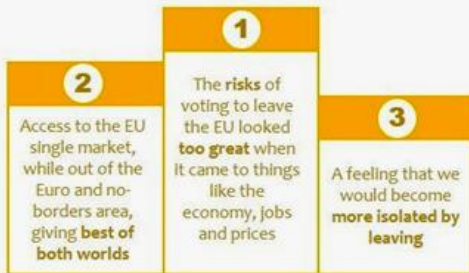 1
The risks of
voting to leave
the EU looked
too great when
it came to things
like the
economy, jobs
and prices
2
Access to the EU
single market,
while out of the
Euro and no-
borders area,
giving best of
both worlds
3
A feeling that we
would become
more isolated by
leaving